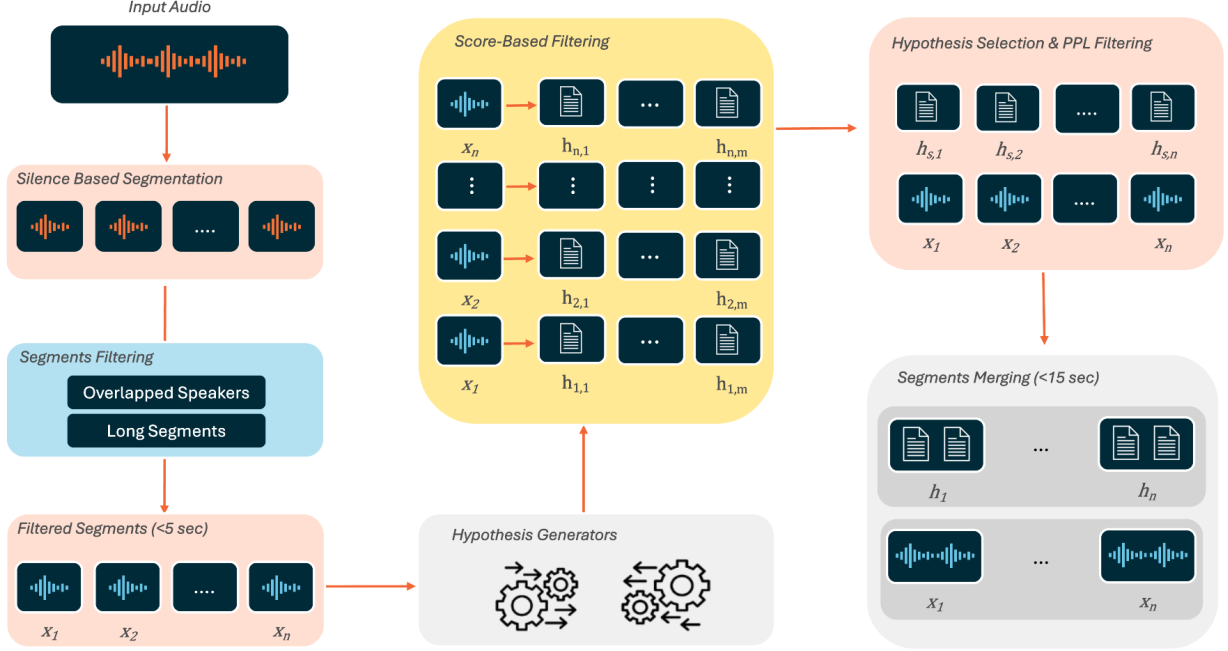 Input Audio
Silence Based Segmentation
....
Segments Filtering
Overlapped Speakers
Long Segments
Filtered Segments (<5 sec)
....
x1 x2 xn
Hypothesis Generators
Score-Based Filtering
...
xn hn,1 hn,m
⋮ ⋮ ⋮ ⋮
...
x2 h2,1 h2,m
...
x1 h1,1 h1,m
Hypothesis Selection & PPL Filtering
....
hs,1 hs,2 hs,n
....
x1 x2 xn
Segments Merging (<15 sec)
...
h1 hn
...
x1 xn